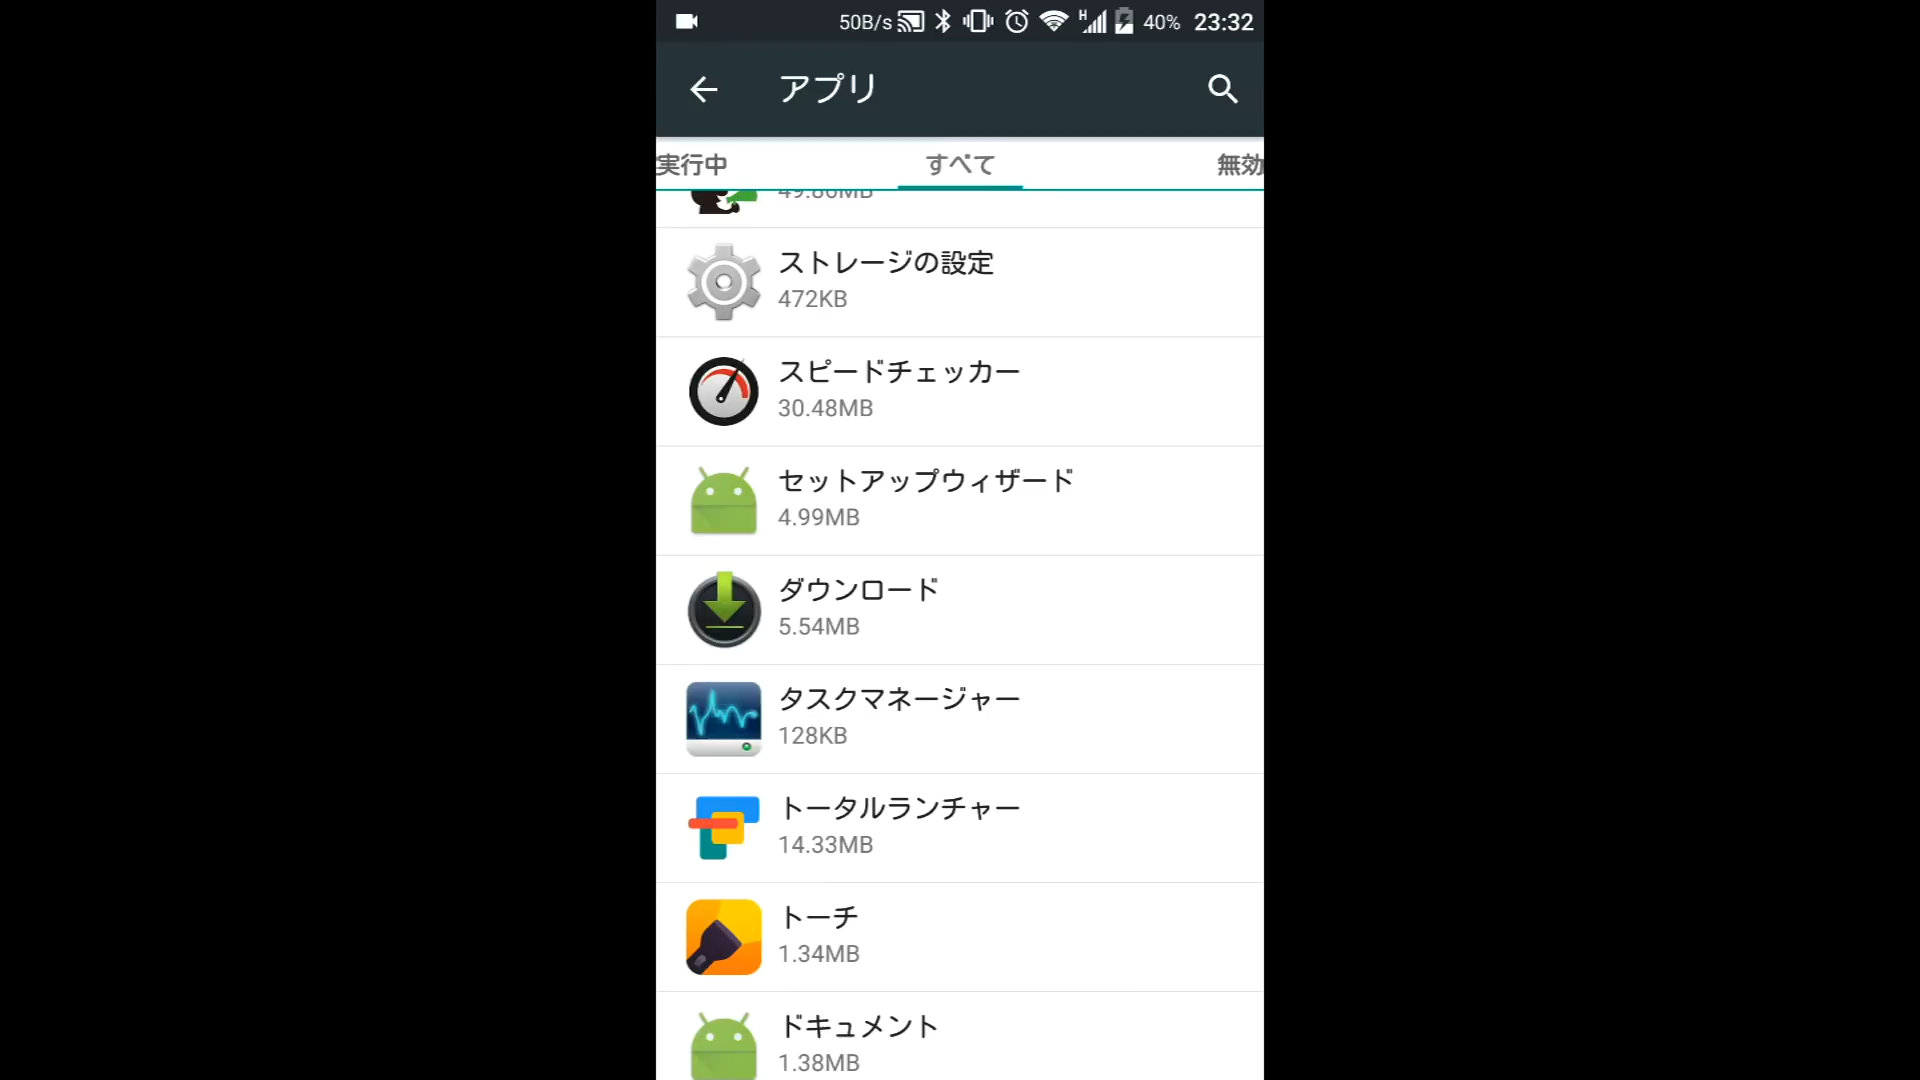 50B/s H 40% 23:32
アプリ
実行中 すべて 無効
49.86MB
ストレージの設定
472KB
スピードチェッカー
30.48MB
セットアップウィザード
4.99MB
ダウンロード
5.54MB
タスクマネージャー
128KB
トータルランチャー
14.33MB
トーチ
1.34MB
ドキュメント
1.38MB